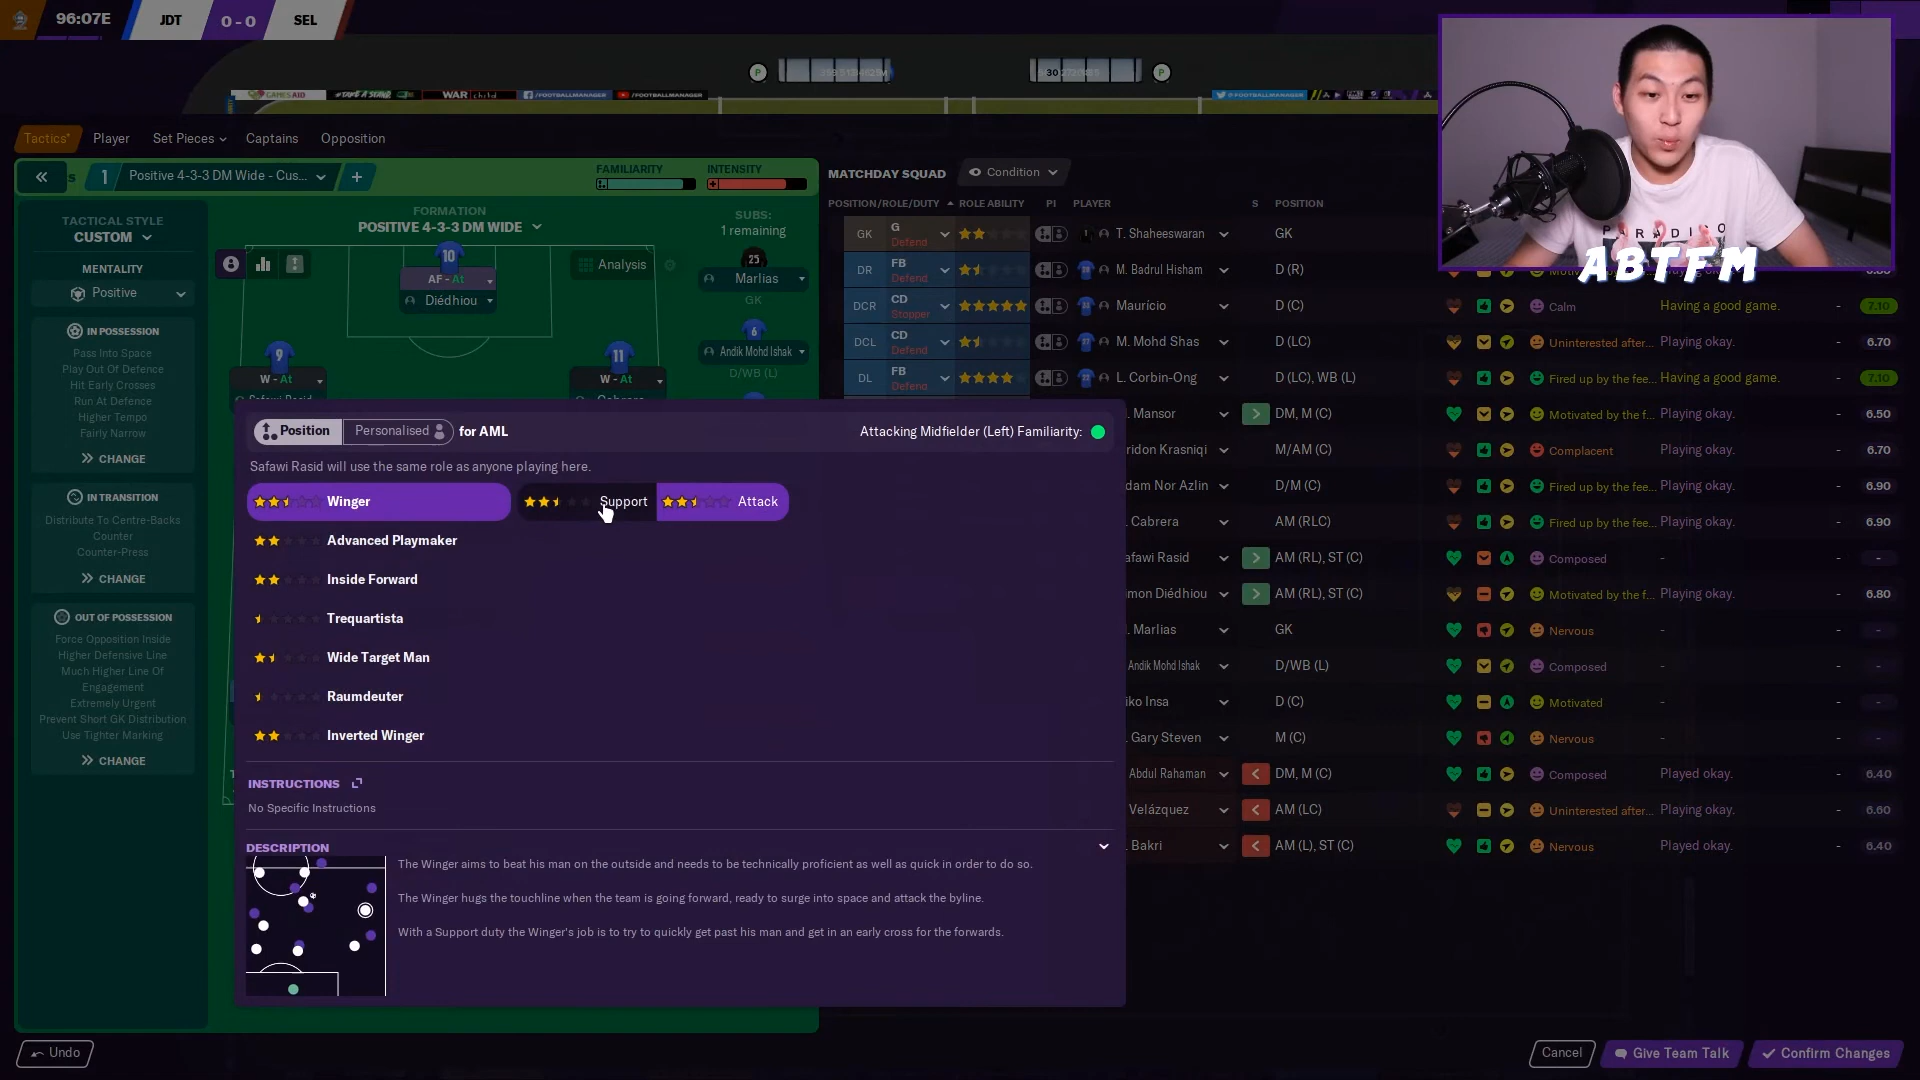 96:07E
JDT
0 - 0
SEL
P
P
GAMES AID
WAR child
/FOOTBALLMANAGER
/FOOTBALLMANAGER
/FOOTBALLMANAGER
Tactics*
Player
Set Pieces
Captains
Opposition
1
Positive 4-3-3 DM Wide - Cus...
FAMILIARITY
INTENSITY
TACTICAL STYLE
CUSTOM
MENTALITY
Positive
IN POSSESSION
Pass Into Space
Play Out Of Defence
Hit Early Crosses
Run At Defence
Higher Tempo
Fairly Narrow
CHANGE
IN TRANSITION
Distribute To Centre-Backs
Counter
Counter-Press
CHANGE
OUT OF POSSESSION
Force Opposition Inside
Higher Defensive Line
Much Higher Line Of
Engagement
Extremely Urgent
Prevent Short GK Distribution
Use Tighter Marking
CHANGE
FORMATION
POSITIVE 4-3-3 DM WIDE
SUBS:
1 remaining
Analysis
10
AF - At
Diédhiou
9
W - At
Safawi Rasid
11
W - At
Cabrera
25
Marlias
GK
6
Andik Mohd Ishak
D/WB (L)
MATCHDAY SQUAD
Condition
POSITION/ROLE/DUTY
ROLE ABILITY
PI
PLAYER
S
POSITION
GK G Defend T. Shaheeswaran GK
DR FB Defend M. Badrul Hisham D (R)
DCR CD Stopper Maurício D (C) Calm Having a good game. - 7.10
DCL CD Defend M. Mohd Shas D (LC) Uninterested after... Playing okay. - 6.70
DL FB Defend L. Corbin-Ong D (LC), WB (L) Fired up by the fee... Having a good game. - 7.10
Mansor DM, M (C) Motivated by the f... Playing okay. - 6.50
ridon Krasniqi M/AM (C) Complacent Playing okay. - 6.70
dam Nor Azlin D/M (C) Fired up by the fee... Playing okay. - 6.90
Cabrera AM (RLC) Fired up by the fee... Playing okay. - 6.90
afawi Rasid AM (RL), ST (C) Composed - - -
mon Diédhiou AM (RL), ST (C) Motivated by the f... Playing okay. - 6.80
Marlias GK Nervous - - -
Andik Mohd Ishak D/WB (L) Composed - - -
iko Insa D (C) Motivated - - -
Gary Steven M (C) Nervous - - -
Abdul Rahaman DM, M (C) Composed Played okay. - 6.40
Velázquez AM (LC) Uninterested after... Playing okay. - 6.60
Bakri AM (L), ST (C) Nervous Played okay. - 6.40
Position
Personalised
for AML
Attacking Midfielder (Left) Familiarity:
Safawi Rasid will use the same role as anyone playing here.
Winger
Support
Attack
Advanced Playmaker
Inside Forward
Trequartista
Wide Target Man
Raumdeuter
Inverted Winger
INSTRUCTIONS
No Specific Instructions
DESCRIPTION
The Winger aims to beat his man on the outside and needs to be technically proficient as well as quick in order to do so.
The Winger hugs the touchline when the team is going forward, ready to surge into space and attack the byline.
With a Support duty the Winger's job is to try to quickly get past his man and get in an early cross for the forwards.
Undo
Cancel
Give Team Talk
Confirm Changes
PARADISO
ABTFM